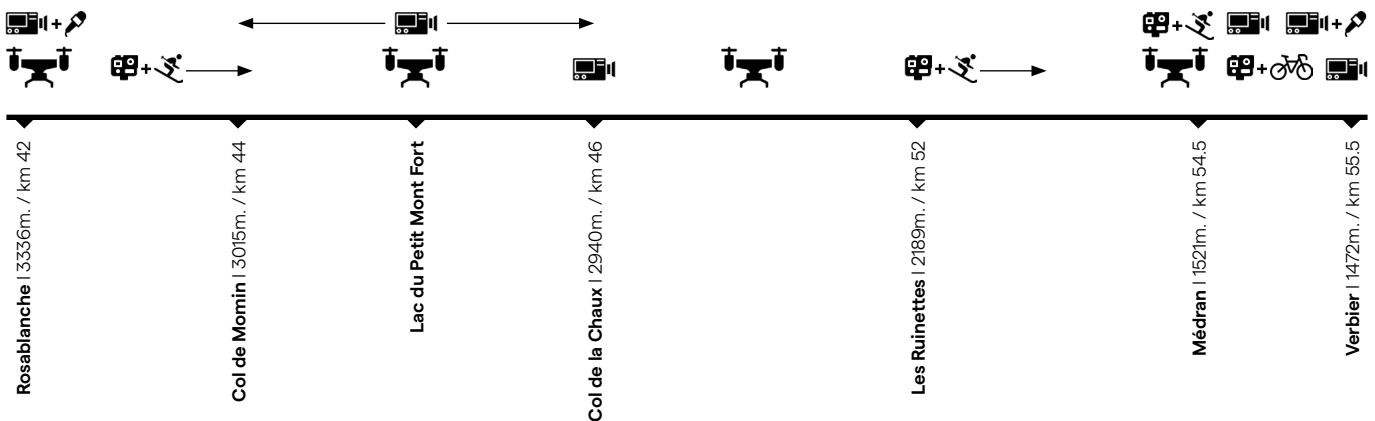 Rosablanche | 3336m. / km 42
Col de Momin | 3015m. / km 44
Lac du Petit Mont Fort
Col de la Chaux | 2940m. / km 46
Les Ruinettes | 2189m. / km 52
Médran | 1521m. / km 54.5
Verbier | 1472m. / km 55.5